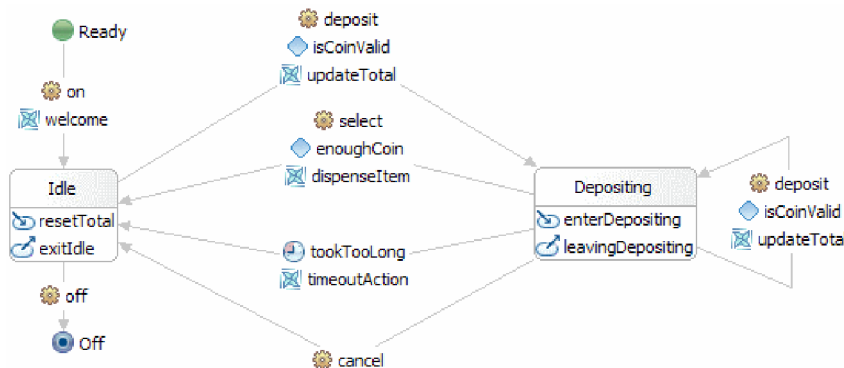 Ready
on
welcome
Idle
resetTotal
exitIdle
off
Off
deposit
isCoinValid
updateTotal
select
enoughCoin
dispenseItem
tookTooLong
timeoutAction
cancel
Depositing
enterDepositing
leavingDepositing
deposit
isCoinValid
updateTota